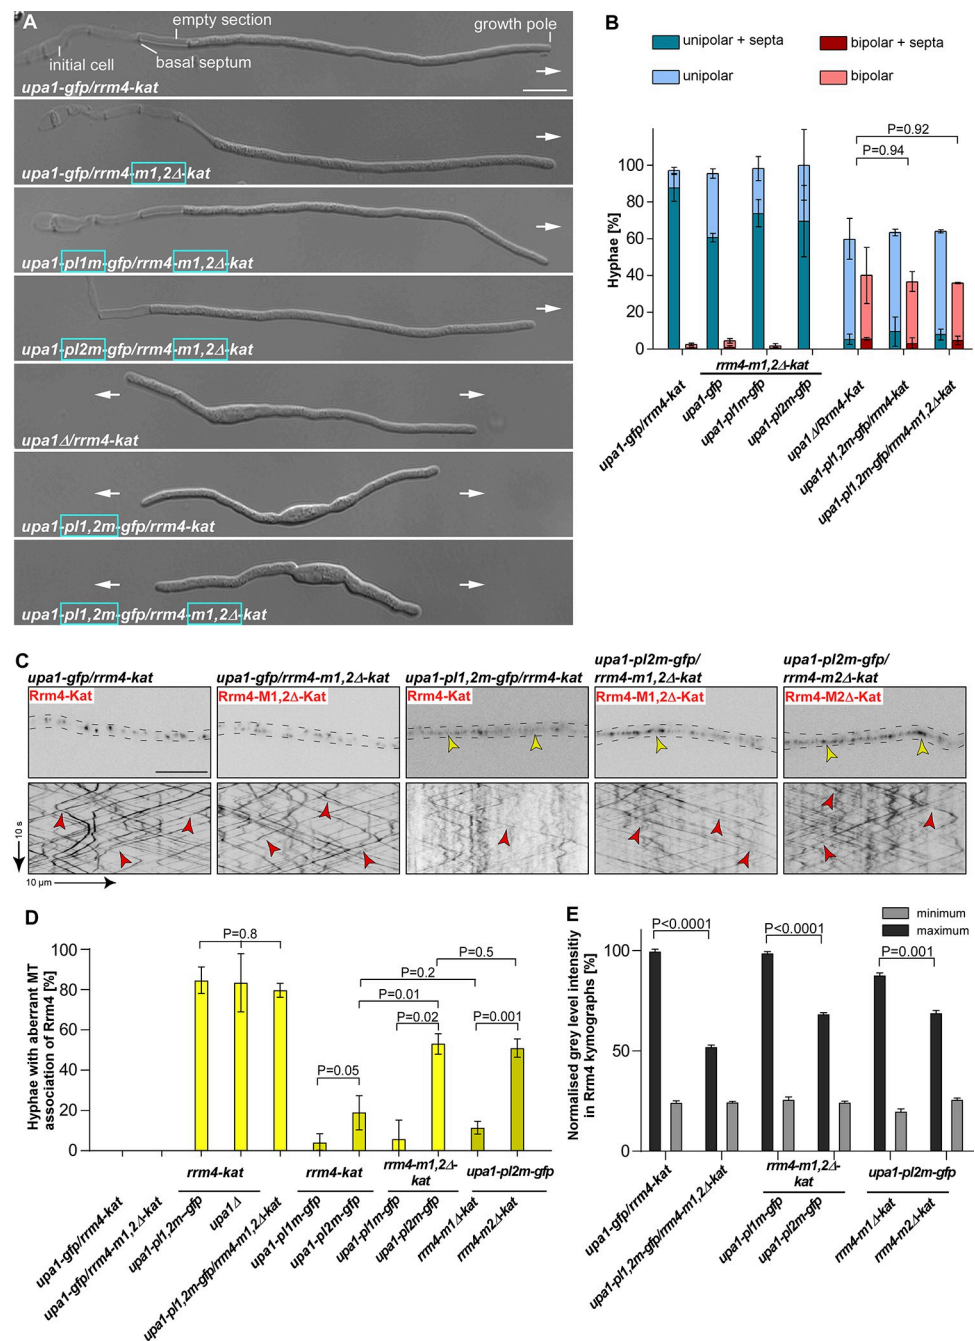 A
empty section
growth pole
initial cell
basal septum
upa1-gfp/rrm4-kat
upa1-gfp/rrm4-m1,2Δ-kat
upa1-pl1m-gfp/rrm4-m1,2Δ-kat
upa1-pl2m-gfp/rrm4-m1,2Δ-kat
upa1Δ/rrm4-kat
upa1-pl1,2m-gfp/rrm4-kat
upa1-pl1,2m-gfp/rrm4-m1,2Δ-kat
B
unipolar + septa
bipolar + septa
unipolar
bipolar
P=0.92
P=0.94
100
80
60
40
20
0
Hyphae [%]
rrm4-m1,2Δ-kat
upa1-gfp/rrm4-kat
upa1-gfp
upa1-pl1m-gfp
upa1-pl2m-gfp
upa1Δ/Rrm4-Kat
upa1-pl1,2m-gfp/rrm4-kat
upa1-pl1,2m-gfp/rrm4-m1,2Δ-kat
C
upa1-gfp/rrm4-kat
upa1-gfp/rrm4-m1,2Δ-kat
upa1-pl1,2m-gfp/rrm4-kat
upa1-pl2m-gfp/
rrm4-m1,2Δ-kat
upa1-pl2m-gfp/
rrm4-m2Δ-kat
Rrm4-Kat
Rrm4-M1,2Δ-Kat
Rrm4-Kat
Rrm4-M1,2Δ-Kat
Rrm4-M2Δ-Kat
10 s
10 µm
D
Hyphae with aberrant MT
association of Rrm4 [%]
100
80
60
40
20
0
P=0.8
P=0.5
P=0.2
P=0.01
P=0.02
P=0.001
P=0.05
rrm4-kat
rrm4-kat
rrm4-m1,2Δ-
kat
upa1-pl2m-gfp
upa1-gfp/rrm4-kat
upa1-gfp/rrm4-m1,2Δ-kat
upa1-pl1,2m-gfp
upa1Δ
upa1-pl1,2m-gfp/rrm4-m1,2Δ-kat
upa1-pl1m-gfp
upa1-pl2m-gfp
upa1-pl1m-gfp
upa1-pl2m-gfp
rrm4-m1Δkat
rrm4-m2Δkat
E
minimum
maximum
Normalised grey level intensitiy
in Rrm4 kymographs [%]
100
50
0
P<0.0001
P<0.0001
P=0.001
rrm4-m1,2Δ-
kat
upa1-pl2m-gfp
upa1-gfp/rrm4-kat
upa1-pl1,2m-gfp/rrm4-m1,2Δ-kat
upa1-pl1m-gfp
upa1-pl2m-gfp
rrm4-m1Δkat
rrm4-m2Δkat